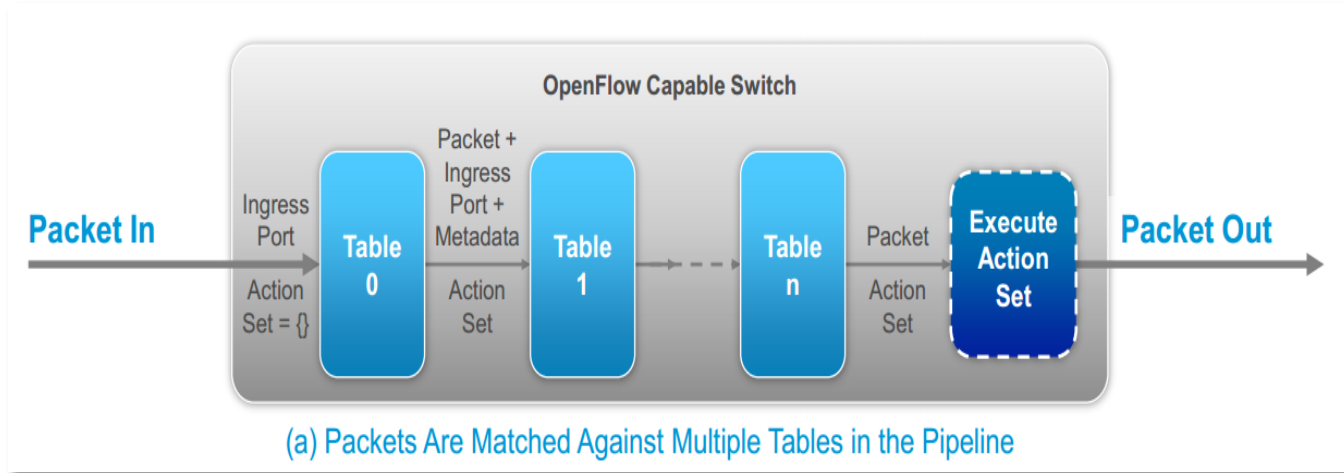 OpenFlow Capable Switch
Packet In
Ingress
Port
Action
Set = {}
Table
0
Packet +
Ingress
Port +
Metadata
Action
Set
Table
1
Table
n
Packet
Action
Set
Execute
Action
Set
Packet Out
(a) Packets Are Matched Against Multiple Tables in the Pipeline